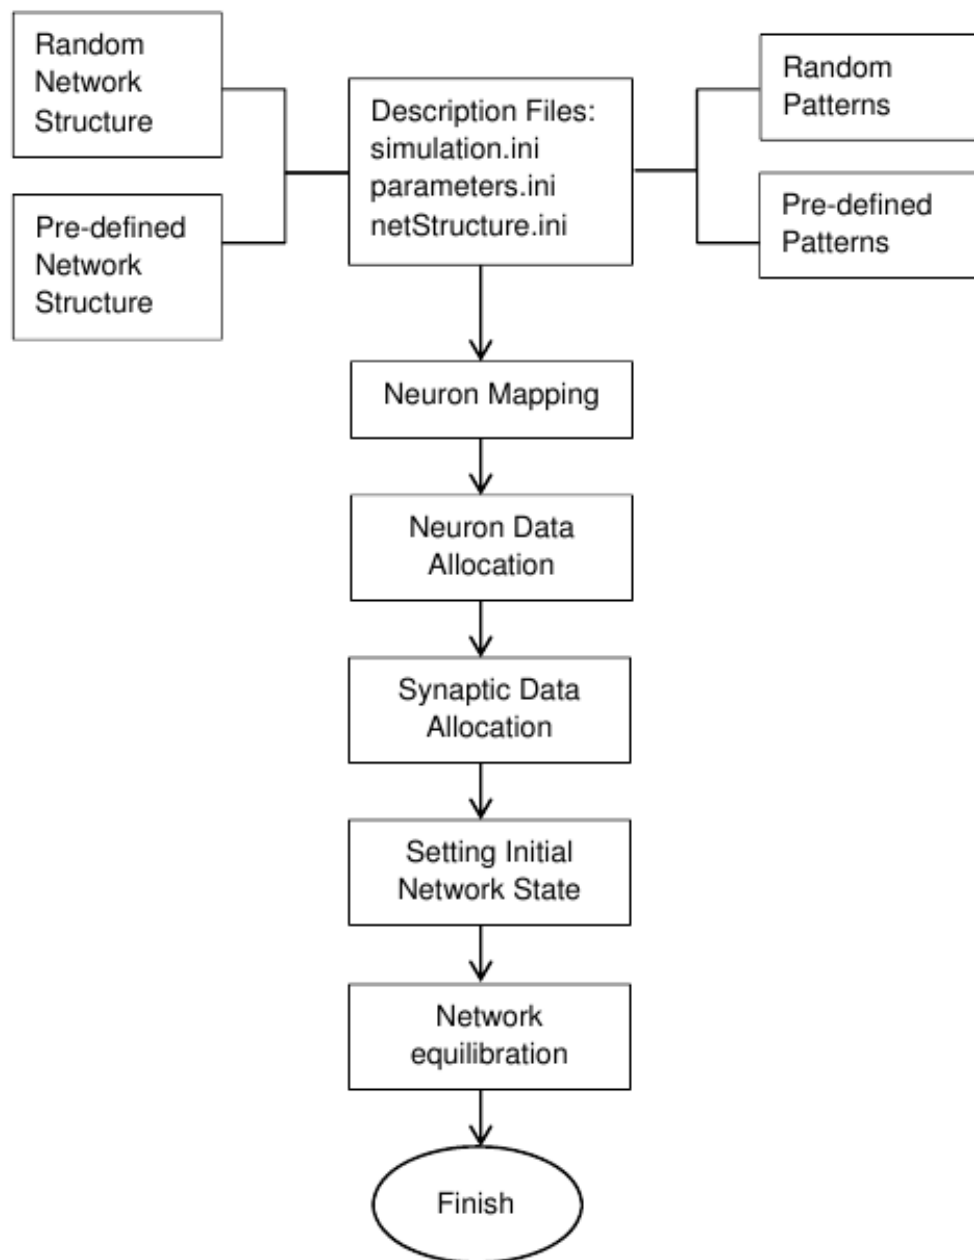 Random
Network
Structure
Pre-defined
Network
Structure
Description Files:
simulation.ini
parameters.ini
netStructure.ini
Random
Patterns
Pre-defined
Patterns
Neuron Mapping
Neuron Data
Allocation
Synaptic Data
Allocation
Setting Initial
Network State
Network
equilibration
Finish